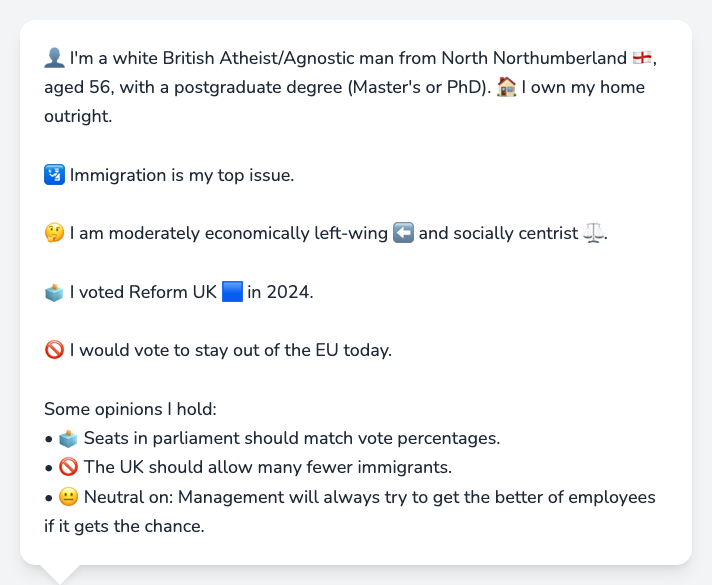 👤 I'm a white British Atheist/Agnostic man from North Northumberland 🏴󠁧󠁢󠁥󠁮󠁧󠁿,
aged 56, with a postgraduate degree (Master's or PhD). 🏠 I own my home
outright.
🛂 Immigration is my top issue.
🤔 I am moderately economically left-wing ⬅️ and socially centrist ⚖️.
🗳️ I voted Reform UK 🟦 in 2024.
🚫 I would vote to stay out of the EU today.
Some opinions I hold:
• 🗳️ Seats in parliament should match vote percentages.
• 🚫 The UK should allow many fewer immigrants.
• 😐 Neutral on: Management will always try to get the better of employees
if it gets the chance.